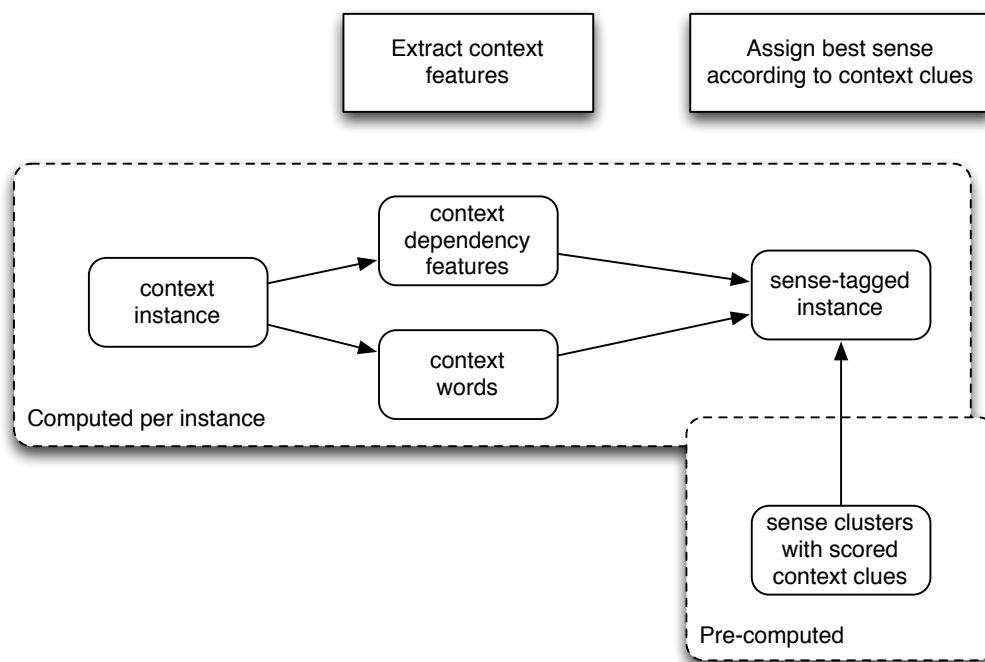 Extract context
features
Assign best sense
according to context clues
context
instance
context
dependency
features
context
words
sense-tagged
instance
Computed per instance
sense clusters
with scored
context clues
Pre-computed